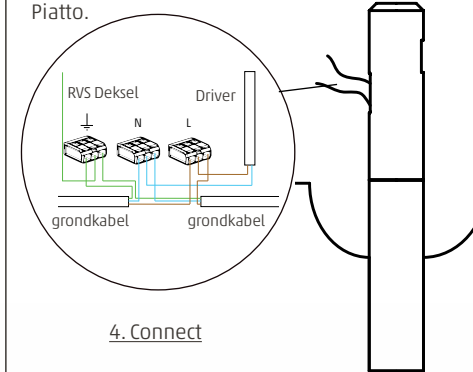 Piatto.
RVS Deksel
Driver
N L
grondkabel grondkabel
4. Connect